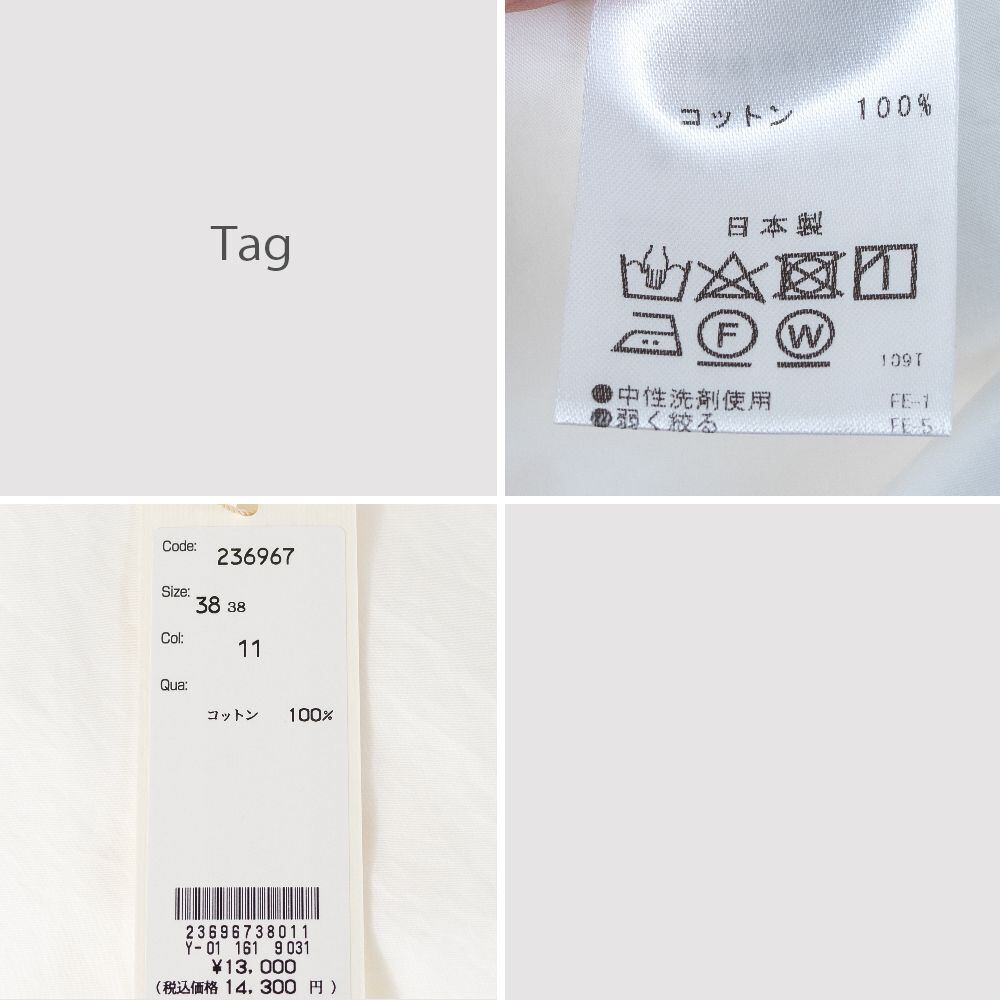 Tag
コットン 100%
日本製
F W
109T
●中性洗剤使用 FE-1
●弱く絞る FE-5
Code: 236967
Size: 38 38
Col: 11
Qua:
コットン 100%
23696738011
Y-01 161 9031
¥13,000
(税込価格 14,300 円 )